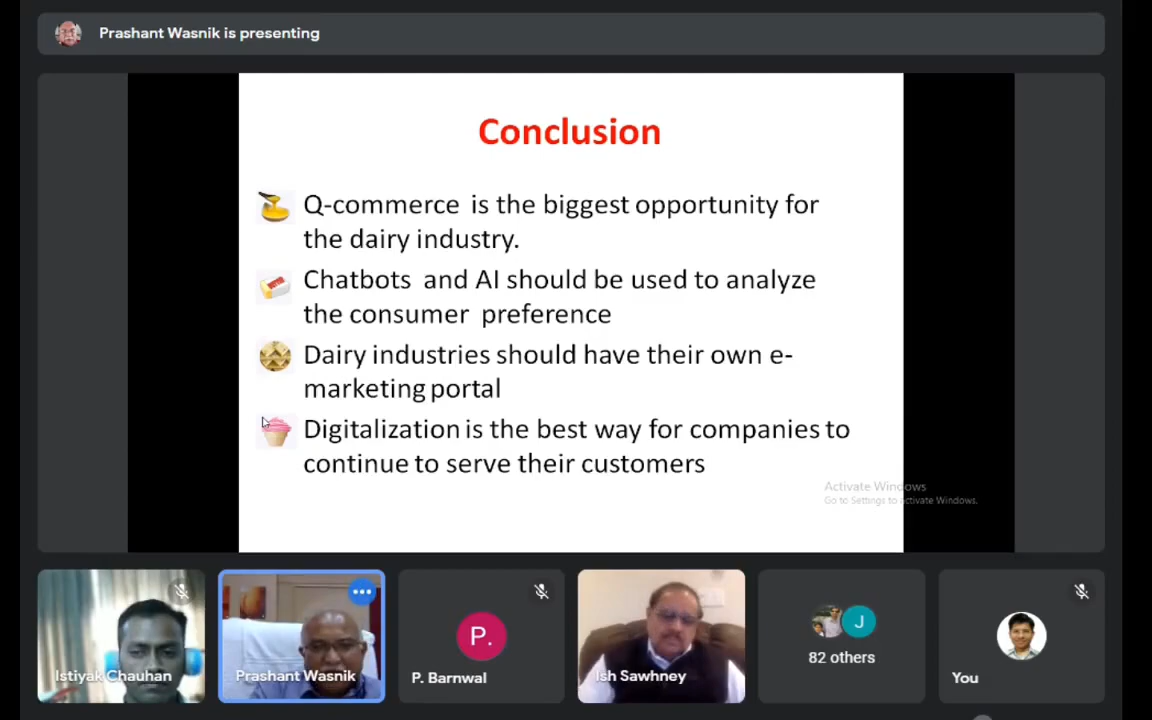 Prashant Wasnik is presenting
Conclusion
Q-commerce is the biggest opportunity for
the dairy industry.
Chatbots and AI should be used to analyze
the consumer preference
Dairy industries should have their own e-
marketing portal
Digitalization is the best way for companies to
continue to serve their customers
Activate Windows
Go to Settings to activate Windows.
Istiyak Chauhan
Prashant Wasnik
P.
P. Barnwal
Ish Sawhney
J
82 others
You